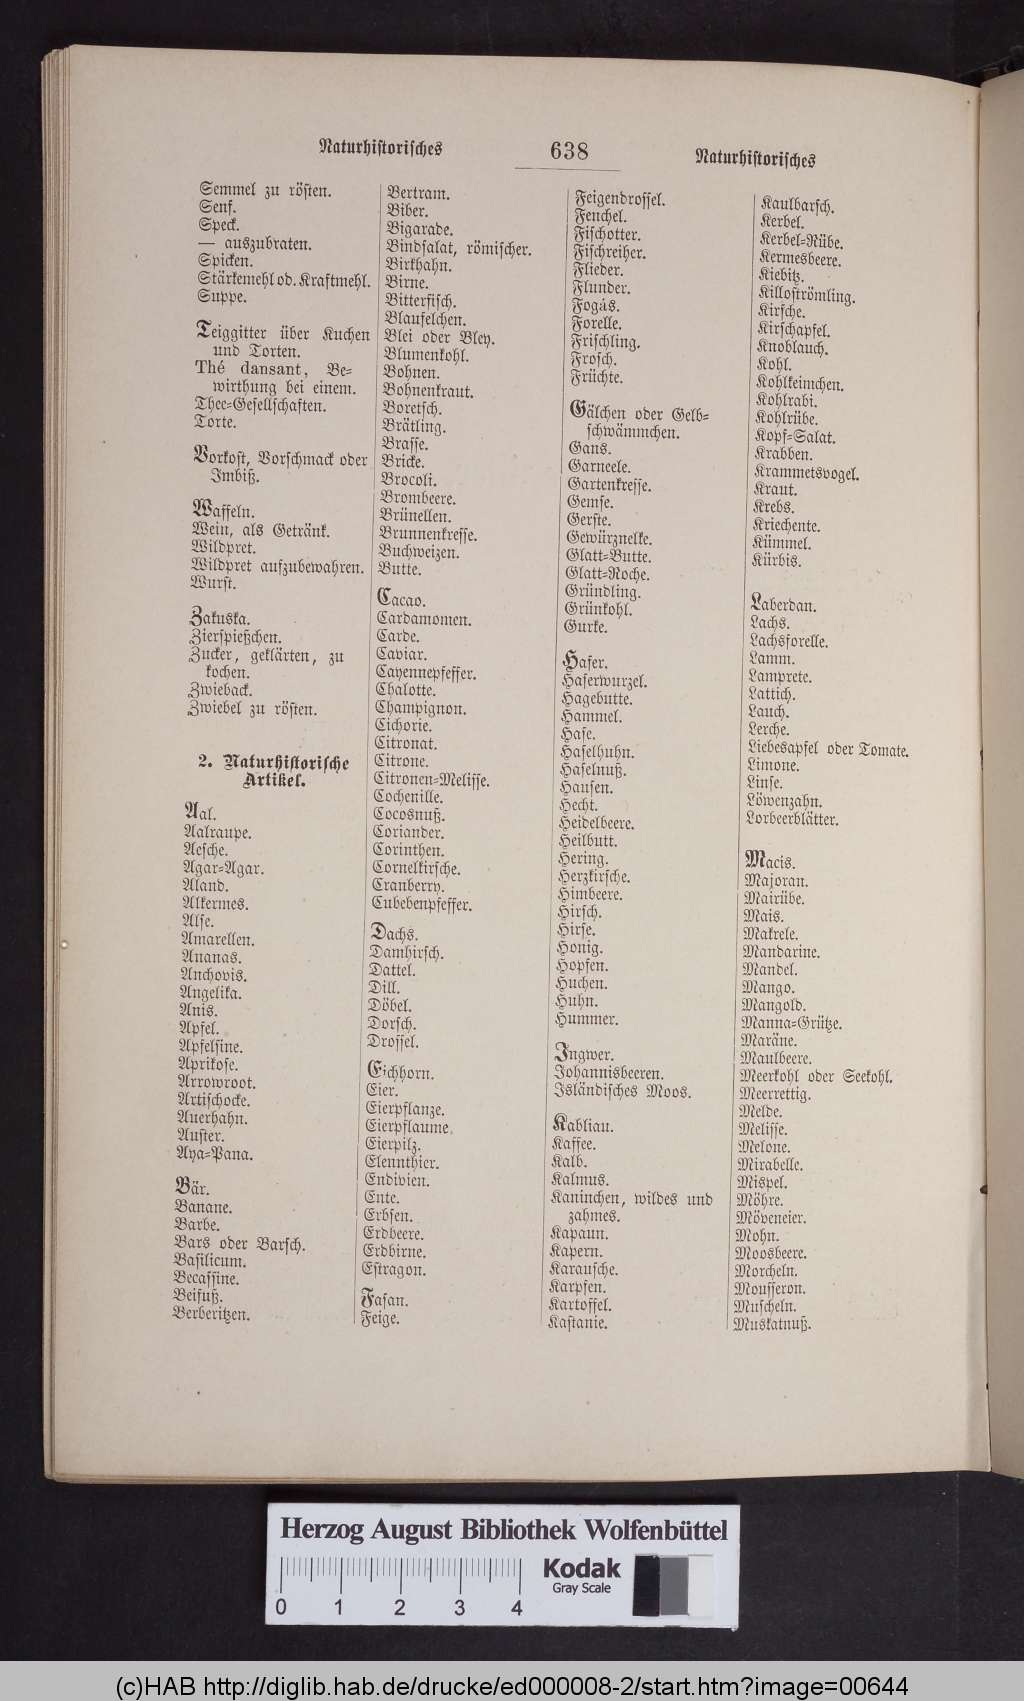 Naturhistorisches 638 Naturhistorisches
Semmel zu rösten.
Senf.
Speck.
— auszubraten.
Spicken.
Stärkemehl od. Kraftmehl.
Suppe.
Teiggitter über Kuchen
und Torten.
Thé dansant, Be-
wirthung bei einem.
Thee-Gesellschaften.
Torte.
Vorkost, Vorschmack oder
Imbiß.
Waffeln.
Wein, als Getränk.
Wildpret.
Wildpret aufzubewahren.
Wurst.
Zakuska.
Zierspießchen.
Zucker, geklärten, zu
kochen.
Zwieback.
Zwiebel zu rösten.
2. Naturhistorische
Artikel.
Aal.
Aalraupe.
Aesche.
Agar-Agar.
Aland.
Alkermes.
Alse.
Amarellen.
Ananas.
Anchovis.
Angelika.
Anis.
Apfel.
Apfelsine.
Aprikose.
Arrowroot.
Artischocke.
Auerhahn.
Auster.
Aya-Pana.
Bär.
Banane.
Barbe.
Bars oder Barsch.
Basilicum.
Becassine.
Beifuß.
Berberitzen.
Bertram.
Biber.
Bigarade.
Bindsalat, römischer.
Birkhahn.
Birne.
Bitterfisch.
Blaufelchen.
Blei oder Bley.
Blumenkohl.
Bohnen.
Bohnenkraut.
Boretsch.
Brätling.
Brasse.
Bricke.
Brocoli.
Brombeere.
Brünellen.
Brunnenkresse.
Buchweizen.
Butte.
Cacao.
Cardamomen.
Carde.
Caviar.
Cayennepfeffer.
Chalotte.
Champignon.
Cichorie.
Citronat.
Citrone.
Citronen-Melisse.
Cochenille.
Cocosnuß.
Coriander.
Corinthen.
Cornelkirsche.
Cranberry.
Cubebenpfeffer.
Dachs.
Damhirsch.
Dattel.
Dill.
Döbel.
Dorsch.
Drossel.
Eichhorn.
Eier.
Eierpflanze.
Eierpflaume.
Eierpilz.
Elennthier.
Endivien.
Ente.
Erbsen.
Erdbeere.
Erdbirne.
Estragon.
Fasan.
Feige.
Feigendrossel.
Fenchel.
Fischotter.
Fischreiher.
Flieder.
Flunder.
Fogás.
Forelle.
Frischling.
Frosch.
Früchte.
Gälchen oder Gelb-
schwämmchen.
Gans.
Garneele.
Gartenkresse.
Gemse.
Gerste.
Gewürznelke.
Glatt-Butte.
Glatt-Roche.
Gründling.
Grünkohl.
Gurke.
Hafer.
Haferwurzel.
Hagebutte.
Hammel.
Hase.
Haselhuhn.
Haselnuß.
Hausen.
Hecht.
Heidelbeere.
Heilbutt.
Hering.
Herzkirsche.
Himbeere.
Hirsch.
Hirse.
Honig.
Hopfen.
Huchen.
Huhn.
Hummer.
Ingwer.
Johannisbeeren.
Isländisches Moos.
Kabliau.
Kaffee.
Kalb.
Kalmus.
Kaninchen, wildes und
zahmes.
Kapaun.
Kapern.
Karausche.
Karpfen.
Kartoffel.
Kastanie.
Kaulbarsch.
Kerbel.
Kerbel-Rübe.
Kermesbeere.
Kiebitz.
Killoströmling.
Kirsche.
Kirschapfel.
Knoblauch.
Kohl.
Kohlkeimchen.
Kohlrabi.
Kohlrübe.
Kopf-Salat.
Krabben.
Krammetsvogel.
Kraut.
Krebs.
Kriechente.
Kümmel.
Kürbis.
Laberdan.
Lachs.
Lachsforelle.
Lamm.
Lamprete.
Lattich.
Lauch.
Lerche.
Liebesapfel oder Tomate.
Limone.
Linse.
Löwenzahn.
Lorbeerblätter.
Macis.
Majoran.
Mairübe.
Mais.
Makrele.
Mandarine.
Mandel.
Mango.
Mangold.
Manna-Grütze.
Maräne.
Maulbeere.
Meerkohl oder Seekohl.
Meerrettig.
Melde.
Melisse.
Melone.
Mirabelle.
Mispel.
Möhre.
Möveneier.
Mohn.
Moosbeere.
Morcheln.
Mousseron.
Muscheln.
Muskatnuß.
Herzog August Bibliothek Wolfenbüttel
0 1 2 3 4
Kodak
Gray Scale
(c)HAB http://diglib.hab.de/drucke/ed000008-2/start.htm?image=00644